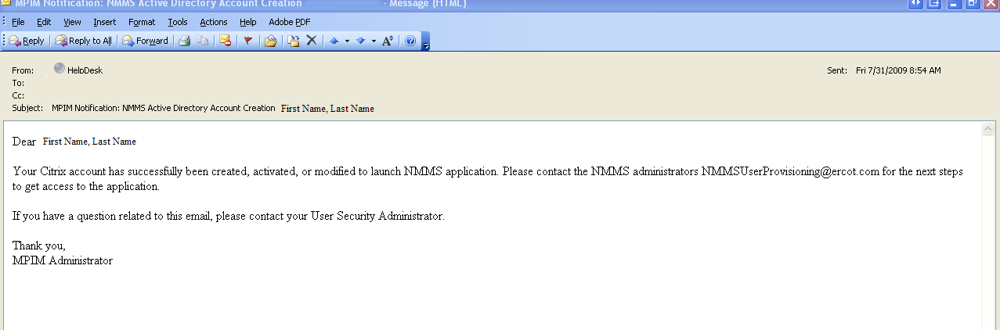 MPIM Notification: NMMS Active Directory Account Creation - Message (HTML)
File Edit View Insert Format Tools Actions Help Adobe PDF
Reply Reply to All Forward
From: HelpDesk Sent: Fri 7/31/2009 8:54 AM
To:
Cc:
Subject: MPIM Notification: NMMS Active Directory Account Creation First Name, Last Name
Dear First Name, Last Name
Your Citrix account has successfully been created, activated, or modified to launch NMMS application. Please contact the NMMS administrators NMMSUserProvisioning@ercot.com for the next steps
to get access to the application.
If you have a question related to this email, please contact your User Security Administrator.
Thank you,
MPIM Administrator